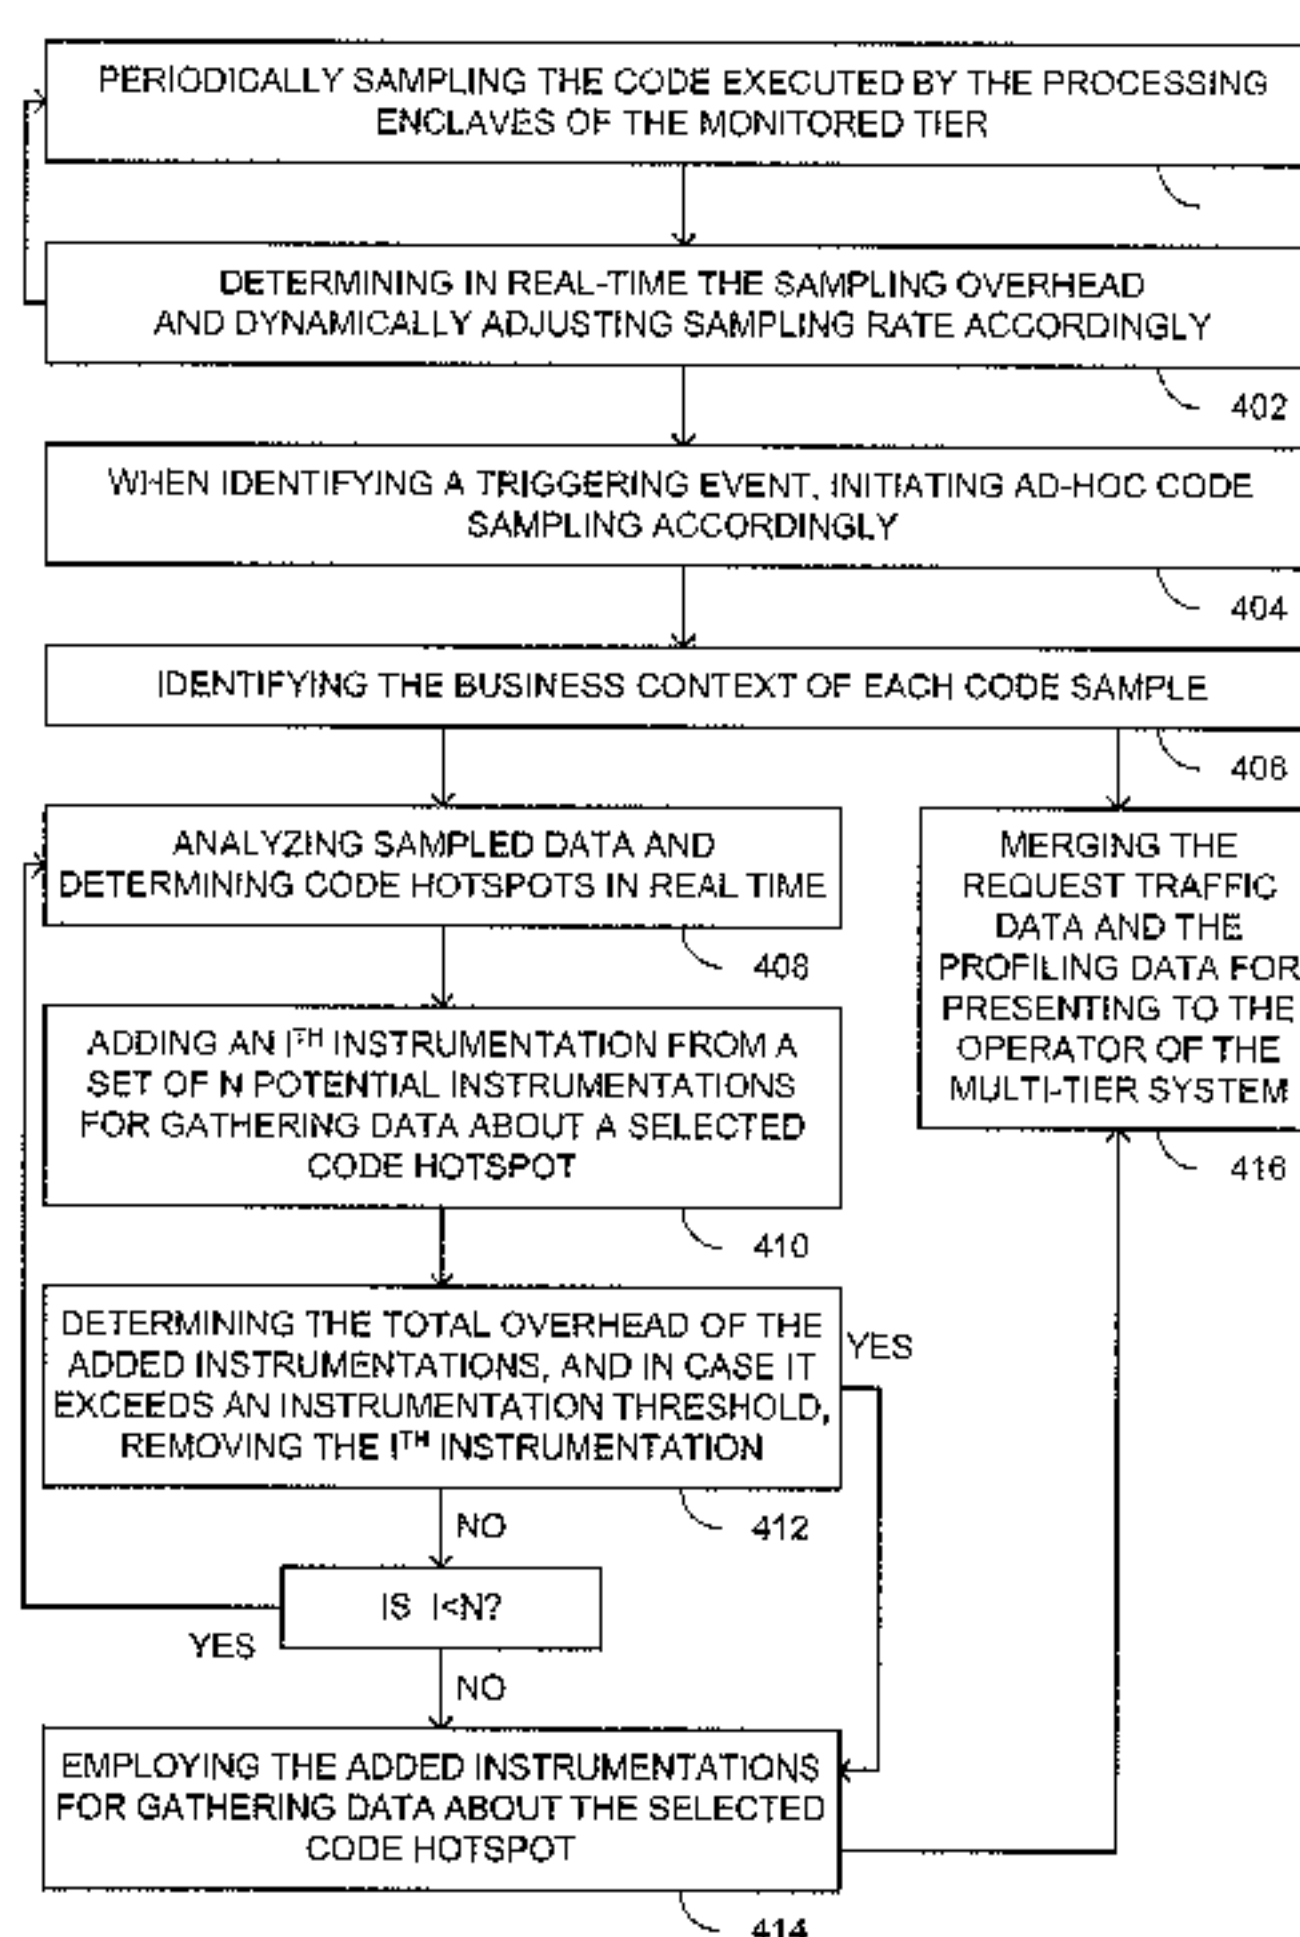 PERIODICALLY SAMPLING THE CODE EXECUTED BY THE PROCESSING
ENCLAVES OF THE MONITORED TIER
DETERMINING IN REAL-TIME THE SAMPLING OVERHEAD
AND DYNAMICALLY ADJUSTING SAMPLING RATE ACCORDINGLY
402
WHEN IDENTIFYING A TRIGGERING EVENT, INITIATING AD-HOC CODE
SAMPLING ACCORDINGLY
404
IDENTIFYING THE BUSINESS CONTEXT OF EACH CODE SAMPLE
406
ANALYZING SAMPLED DATA AND
DETERMINING CODE HOTSPOTS IN REAL TIME
408
ADDING AN I^TH INSTRUMENTATION FROM A
SET OF N POTENTIAL INSTRUMENTATIONS
FOR GATHERING DATA ABOUT A SELECTED
CODE HOTSPOT
410
DETERMINING THE TOTAL OVERHEAD OF THE
ADDED INSTRUMENTATIONS, AND IN CASE IT
EXCEEDS AN INSTRUMENTATION THRESHOLD,
REMOVING THE I^TH INSTRUMENTATION
YES
412
NO
IS I<N?
YES
NO
EMPLOYING THE ADDED INSTRUMENTATIONS
FOR GATHERING DATA ABOUT THE SELECTED
CODE HOTSPOT
414
MERGING THE
REQUEST TRAFFIC
DATA AND THE
PROFILING DATA FOR
PRESENTING TO THE
OPERATOR OF THE
MULTI-TIER SYSTEM
416